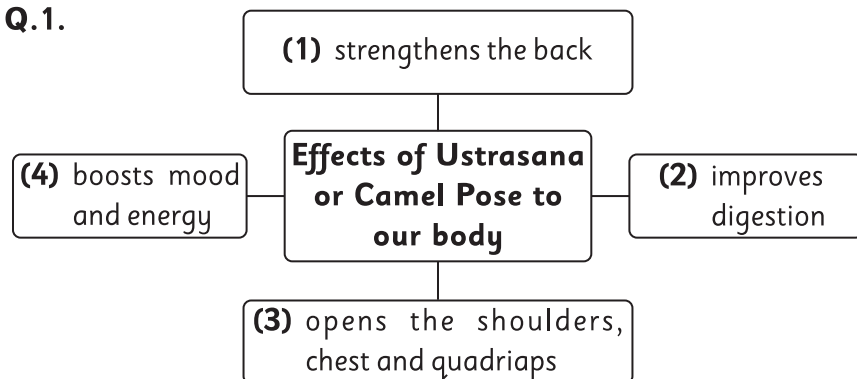 Q.1.
(1) strengthens the back
Effects of Ustrasana
or Camel Pose to
our body
(4) boosts mood
and energy
(2) improves
digestion
(3) opens the shoulders,
chest and quadriaps